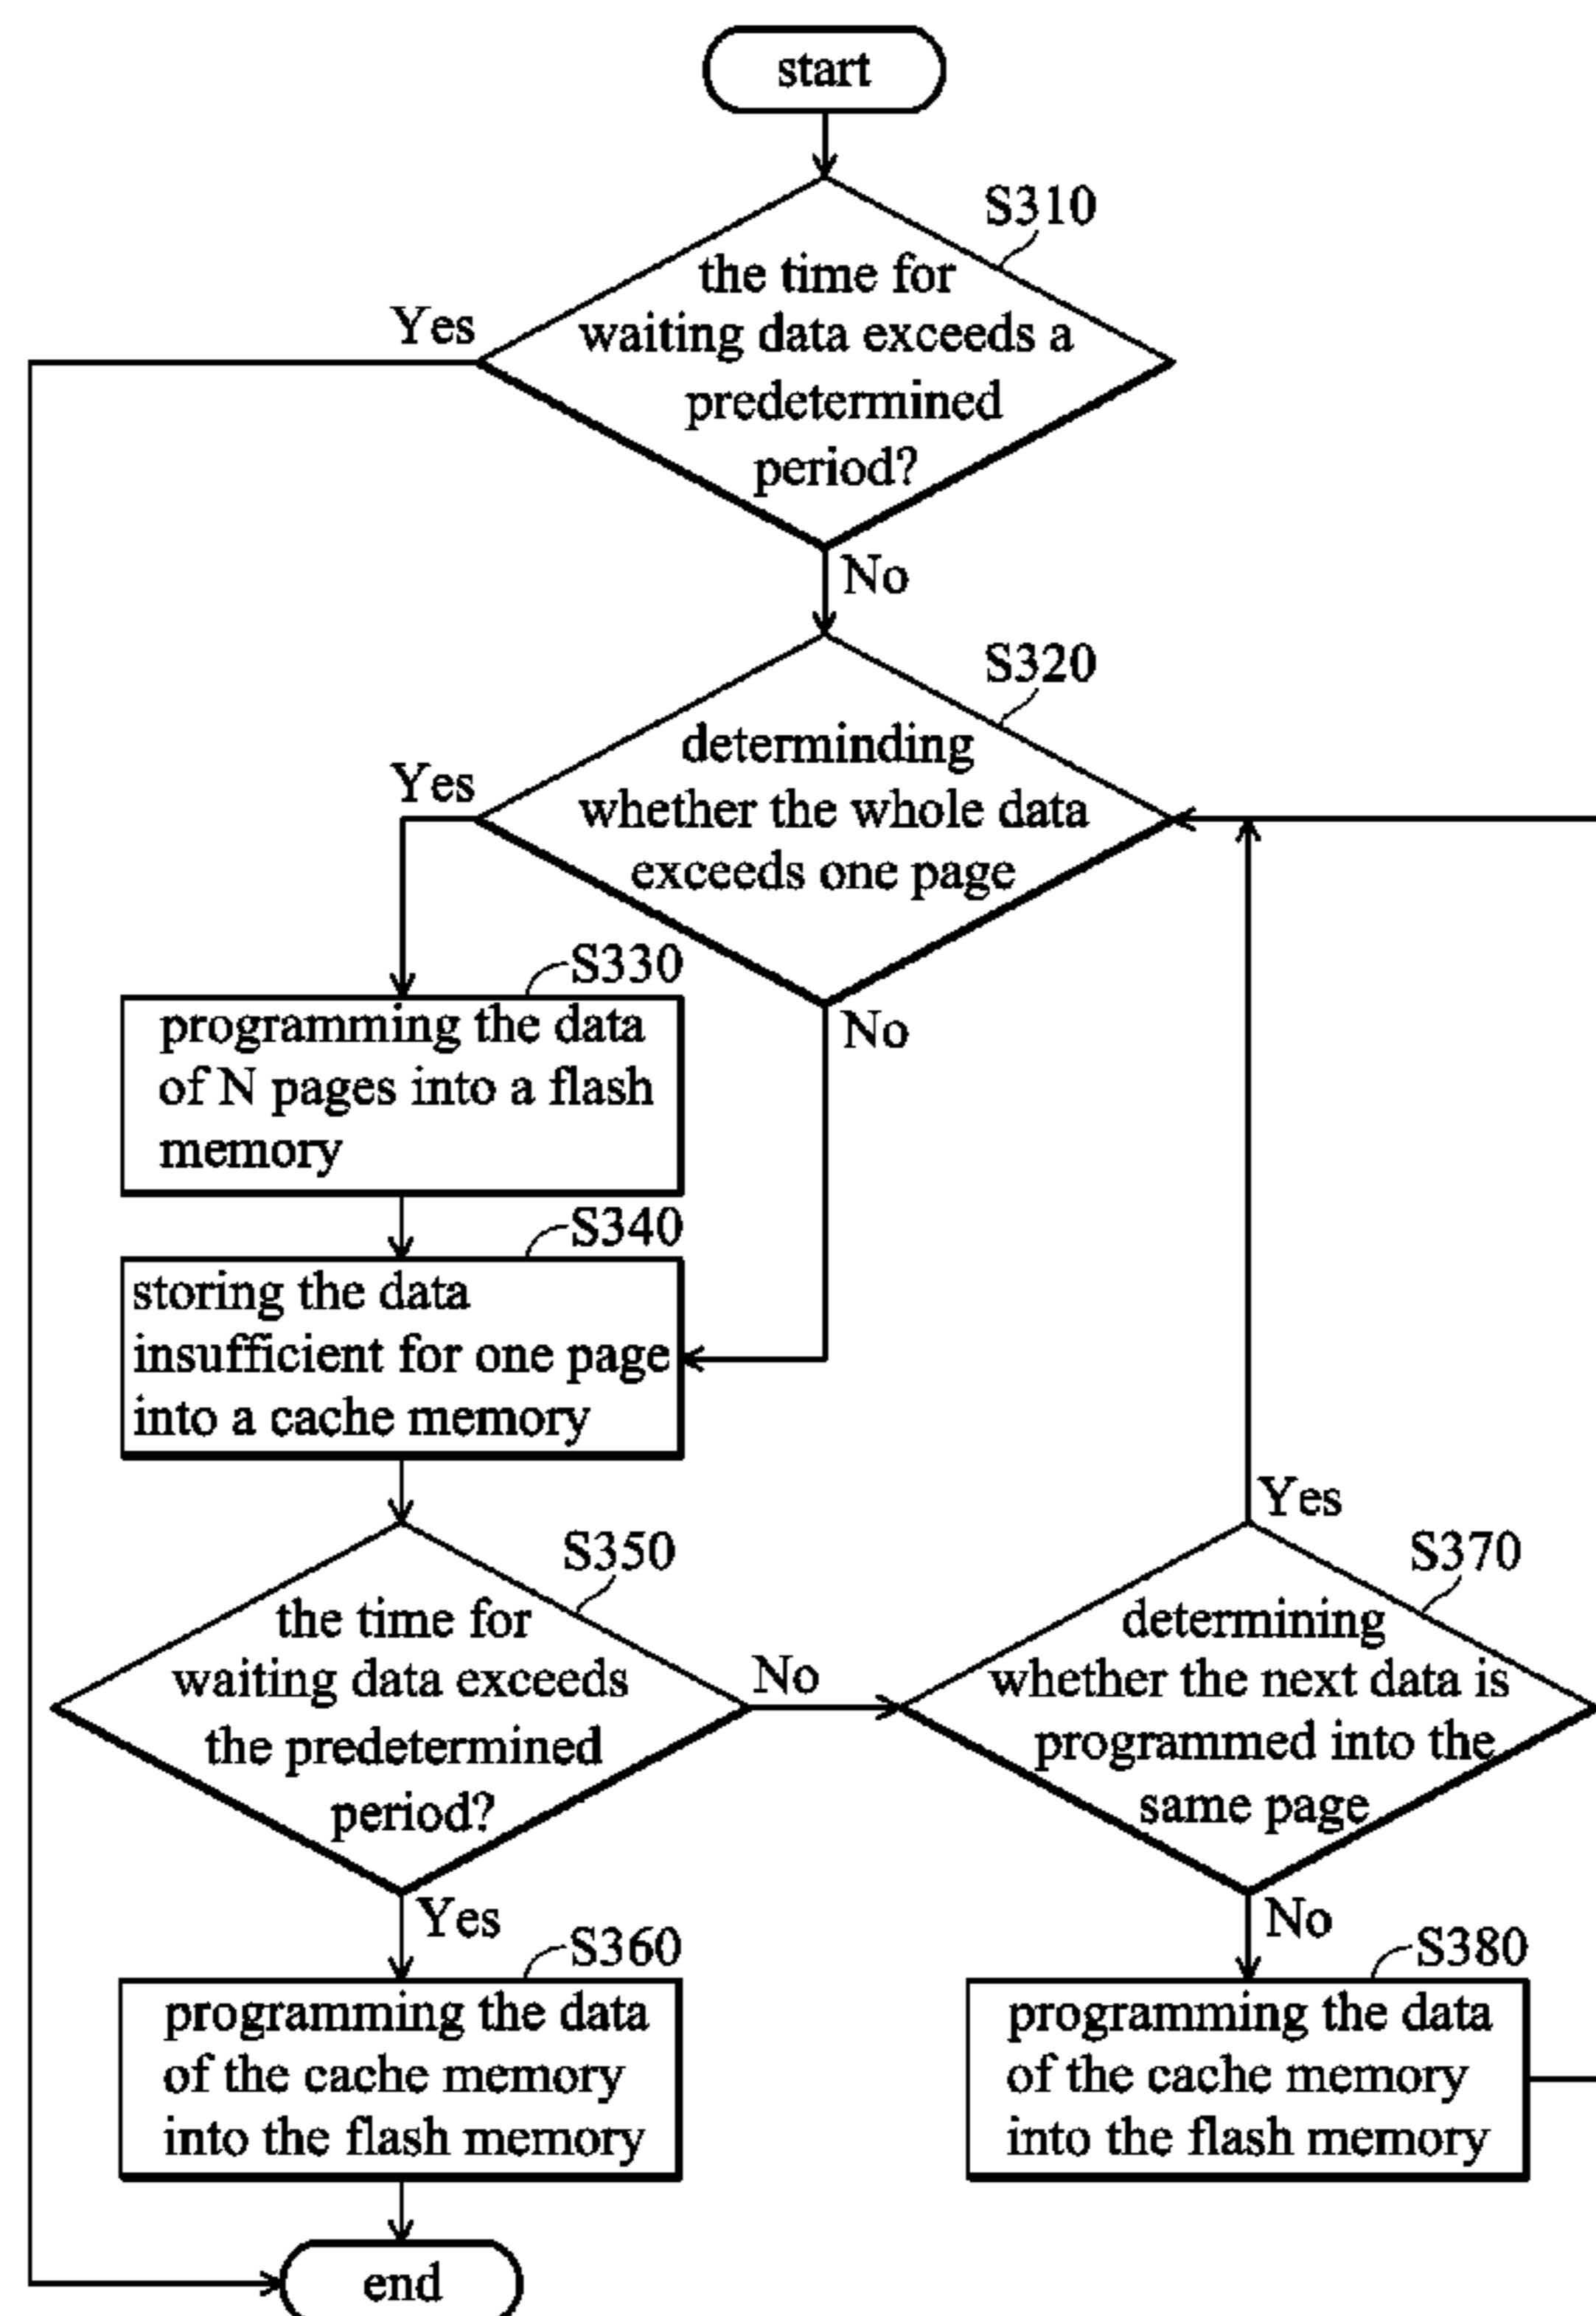 start
S310
the time for
waiting data exceeds a
predetermined
period?
Yes
No
S320
determinding
whether the whole data
exceeds one page
Yes
No
S330
programming the data
of N pages into a flash
memory
S340
storing the data
insufficient for one page
into a cache memory
S350
the time for
waiting data exceeds
the predetermined
period?
No
Yes
S370
determining
whether the next data is
programmed into the
same page
Yes
No
S360
programming the data
of the cache memory
into the flash memory
S380
programming the data
of the cache memory
into the flash memory
end